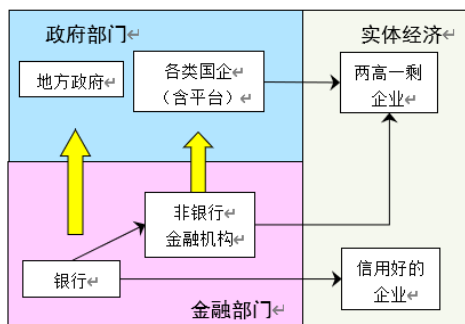 政府部门
实体经济
地方政府
各类国企
（含平台）
两高一剩
企业
非银行
金融机构
银行
信用好的
企业
金融部门